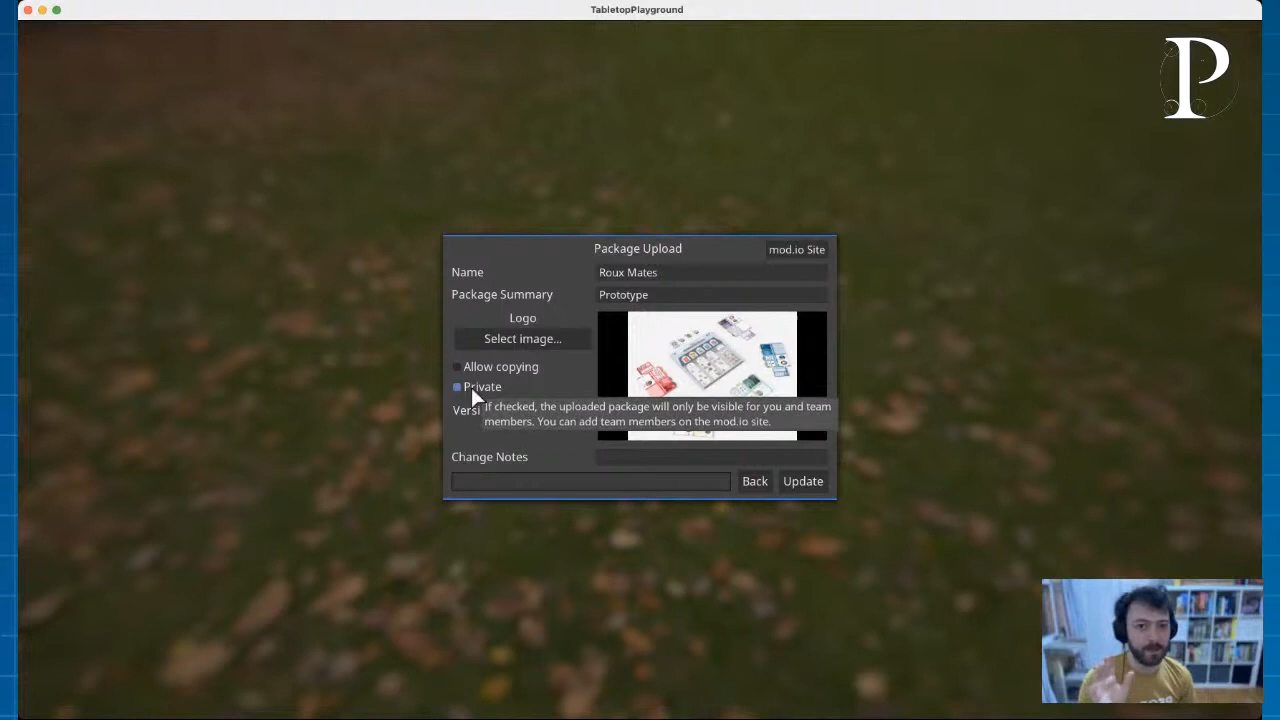 TabletopPlayground
P
Package Upload
mod.io Site
Name
Roux Mates
Package Summary
Prototype
Logo
Select image...
Allow copying
Private
Versi
If checked, the uploaded package will only be visible for you and team
members. You can add team members on the mod.io site.
Change Notes
Back
Update